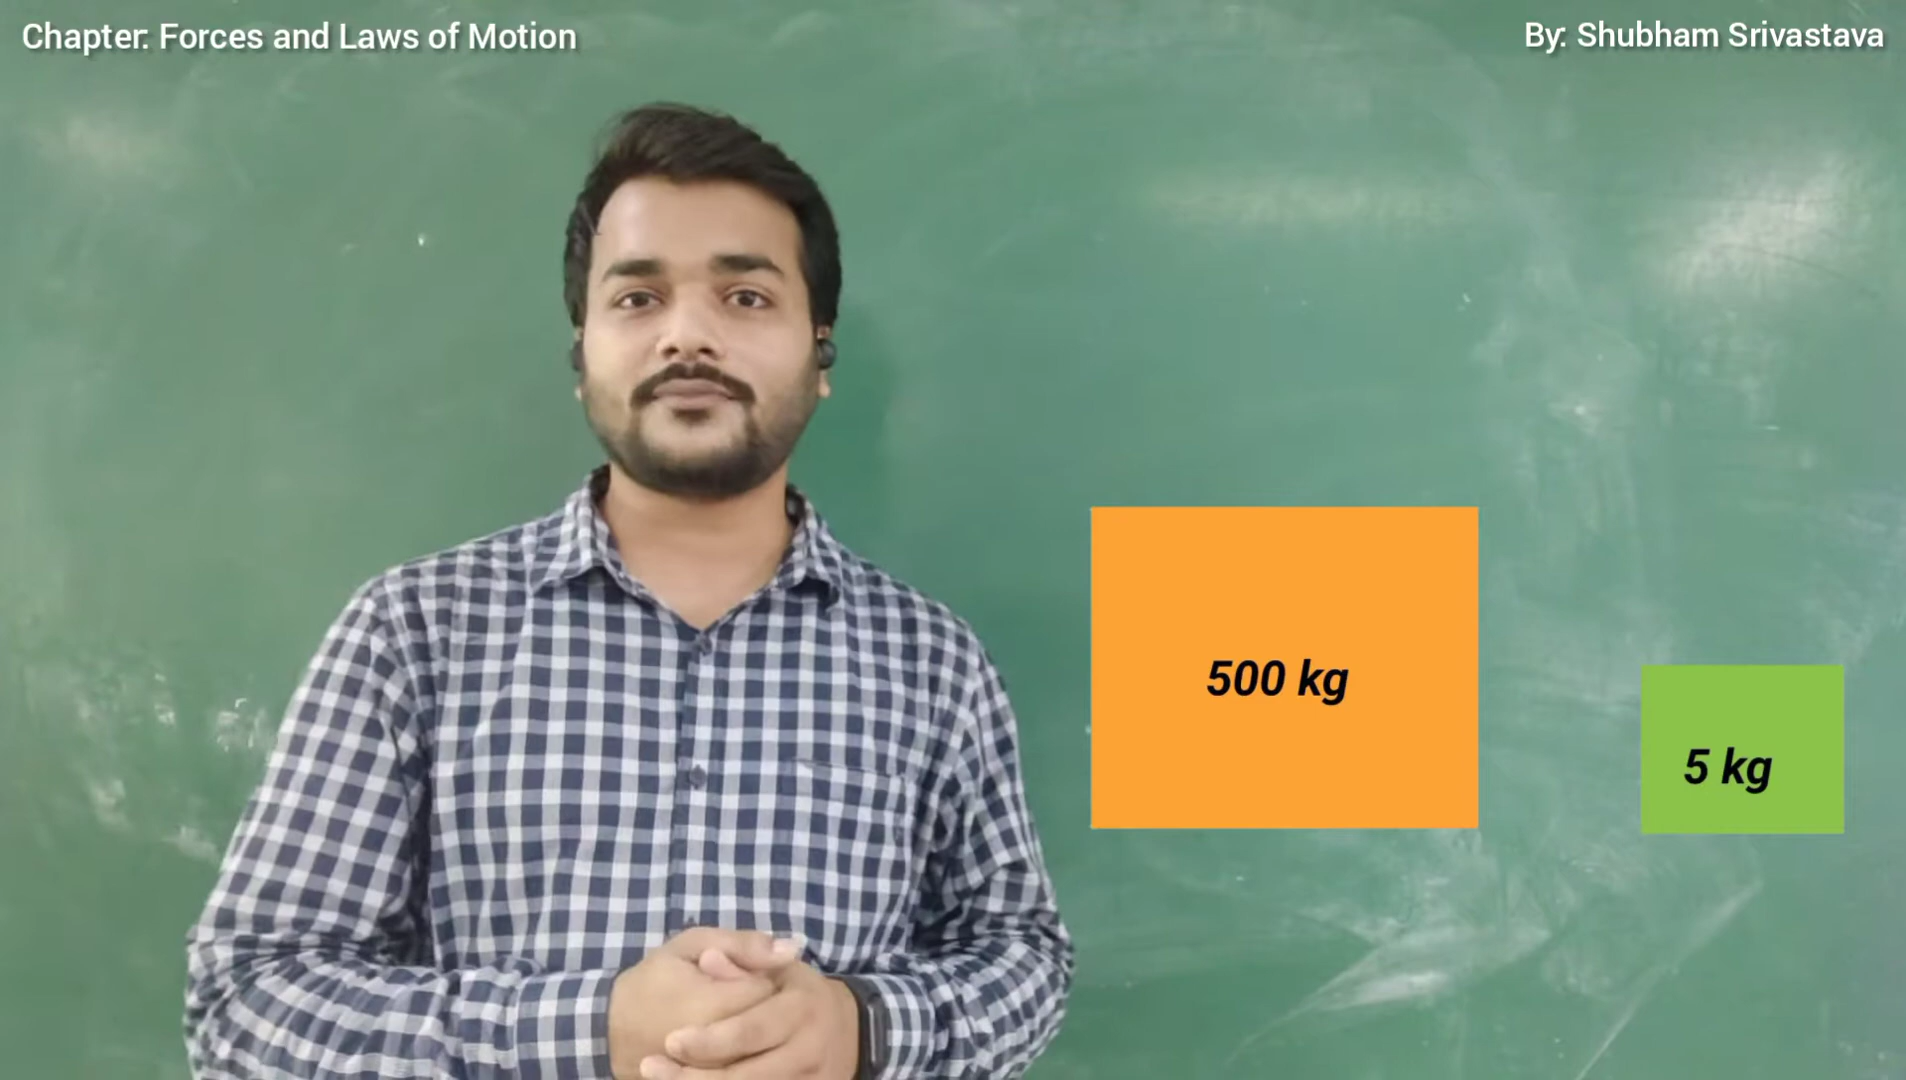 Chapter: Forces and Laws of Motion
By: Shubham Srivastava
500 kg
5 kg